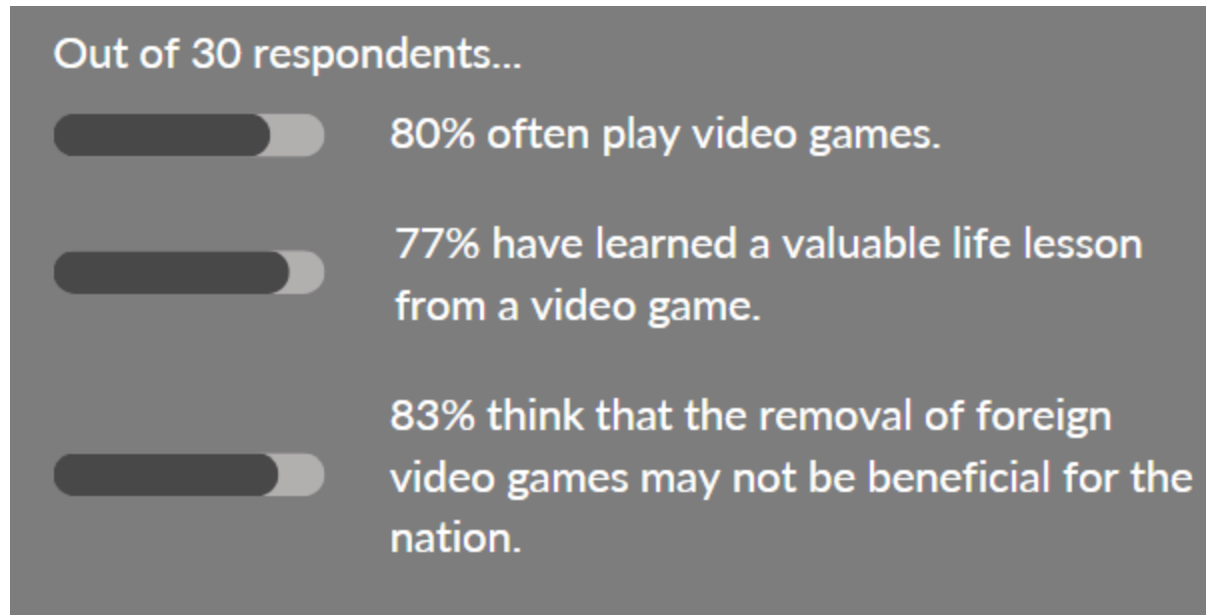 Out of 30 respondents...
80% often play video games.
77% have learned a valuable life lesson
from a video game.
83% think that the removal of foreign
video games may not be beneficial for the
nation.